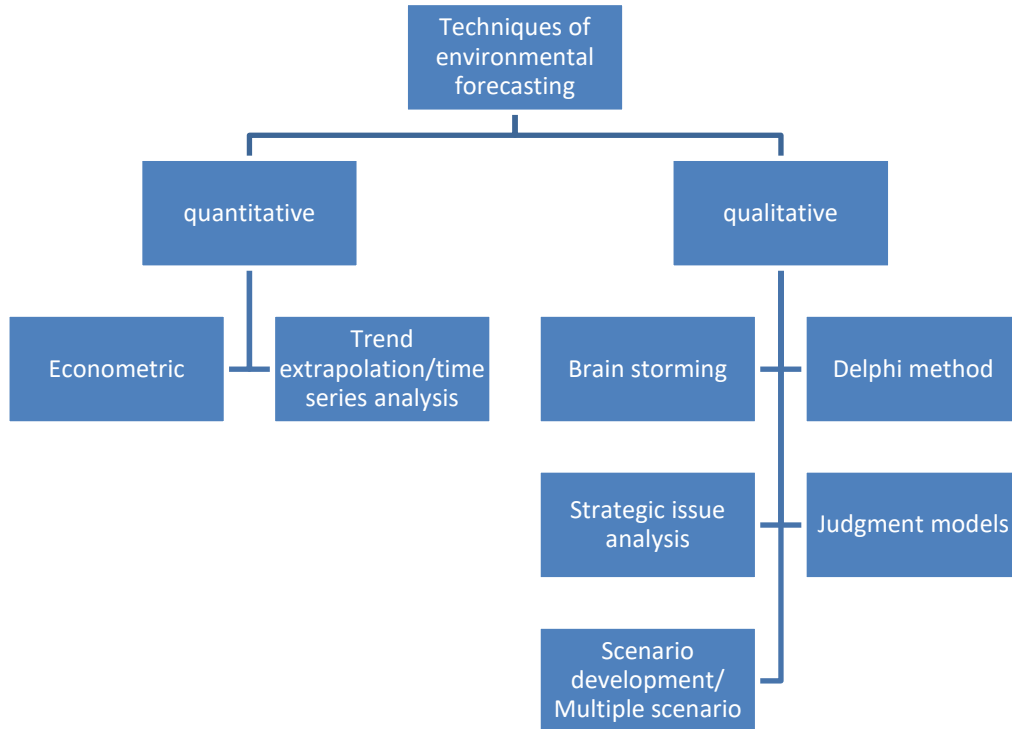 Techniques of
environmental
forecasting
quantitative
qualitative
Econometric
Trend
extrapolation/time
series analysis
Brain storming
Delphi method
Strategic issue
analysis
Judgment models
Scenario
development/
Multiple scenario